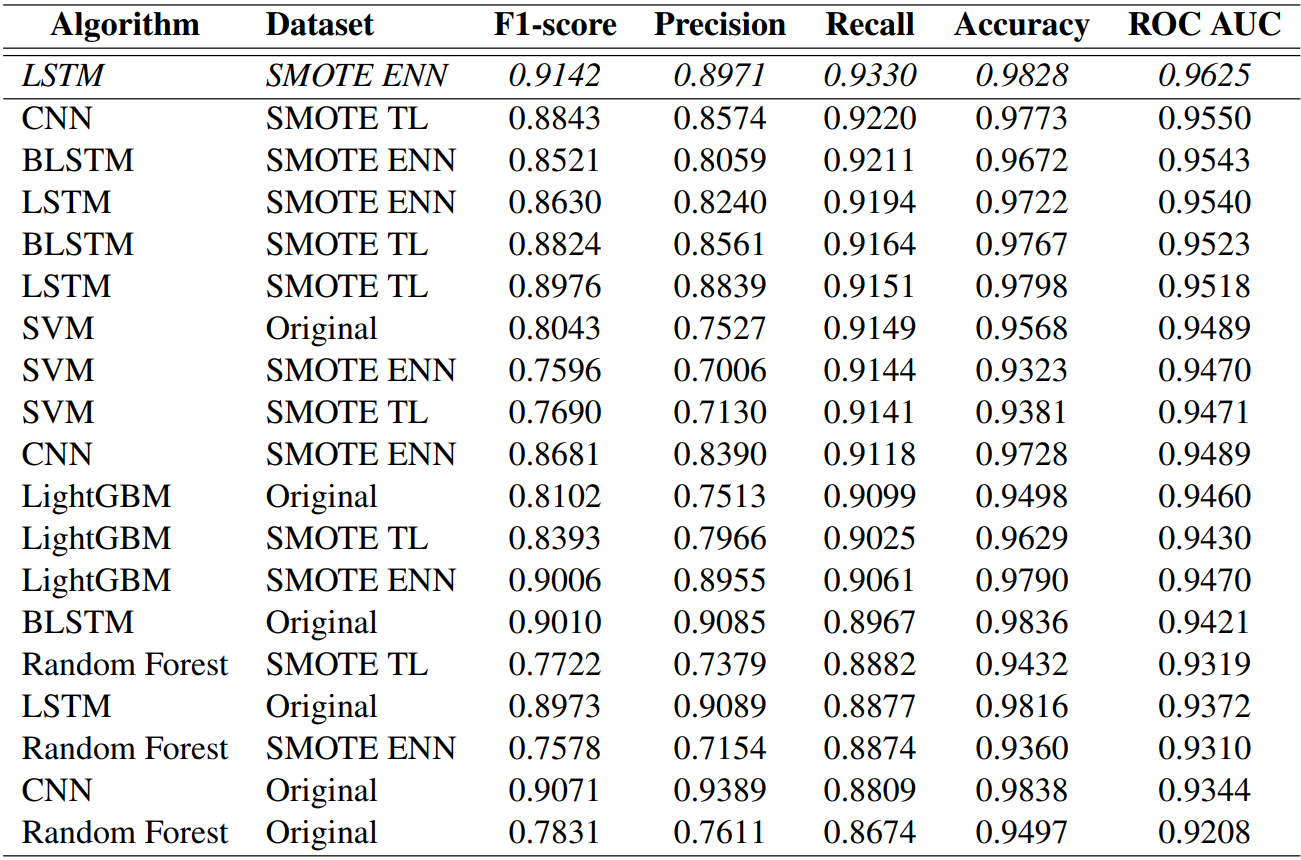 Algorithm Dataset F1-score Precision Recall Accuracy ROC AUC
LSTM SMOTE ENN 0.9142 0.8971 0.9330 0.9828 0.9625
CNN SMOTE TL 0.8843 0.8574 0.9220 0.9773 0.9550
BLSTM SMOTE ENN 0.8521 0.8059 0.9211 0.9672 0.9543
LSTM SMOTE ENN 0.8630 0.8240 0.9194 0.9722 0.9540
BLSTM SMOTE TL 0.8824 0.8561 0.9164 0.9767 0.9523
LSTM SMOTE TL 0.8976 0.8839 0.9151 0.9798 0.9518
SVM Original 0.8043 0.7527 0.9149 0.9568 0.9489
SVM SMOTE ENN 0.7596 0.7006 0.9144 0.9323 0.9470
SVM SMOTE TL 0.7690 0.7130 0.9141 0.9381 0.9471
CNN SMOTE ENN 0.8681 0.8390 0.9118 0.9728 0.9489
LightGBM Original 0.8102 0.7513 0.9099 0.9498 0.9460
LightGBM SMOTE TL 0.8393 0.7966 0.9025 0.9629 0.9430
LightGBM SMOTE ENN 0.9006 0.8955 0.9061 0.9790 0.9470
BLSTM Original 0.9010 0.9085 0.8967 0.9836 0.9421
Random Forest SMOTE TL 0.7722 0.7379 0.8882 0.9432 0.9319
LSTM Original 0.8973 0.9089 0.8877 0.9816 0.9372
Random Forest SMOTE ENN 0.7578 0.7154 0.8874 0.9360 0.9310
CNN Original 0.9071 0.9389 0.8809 0.9838 0.9344
Random Forest Original 0.7831 0.7611 0.8674 0.9497 0.9208